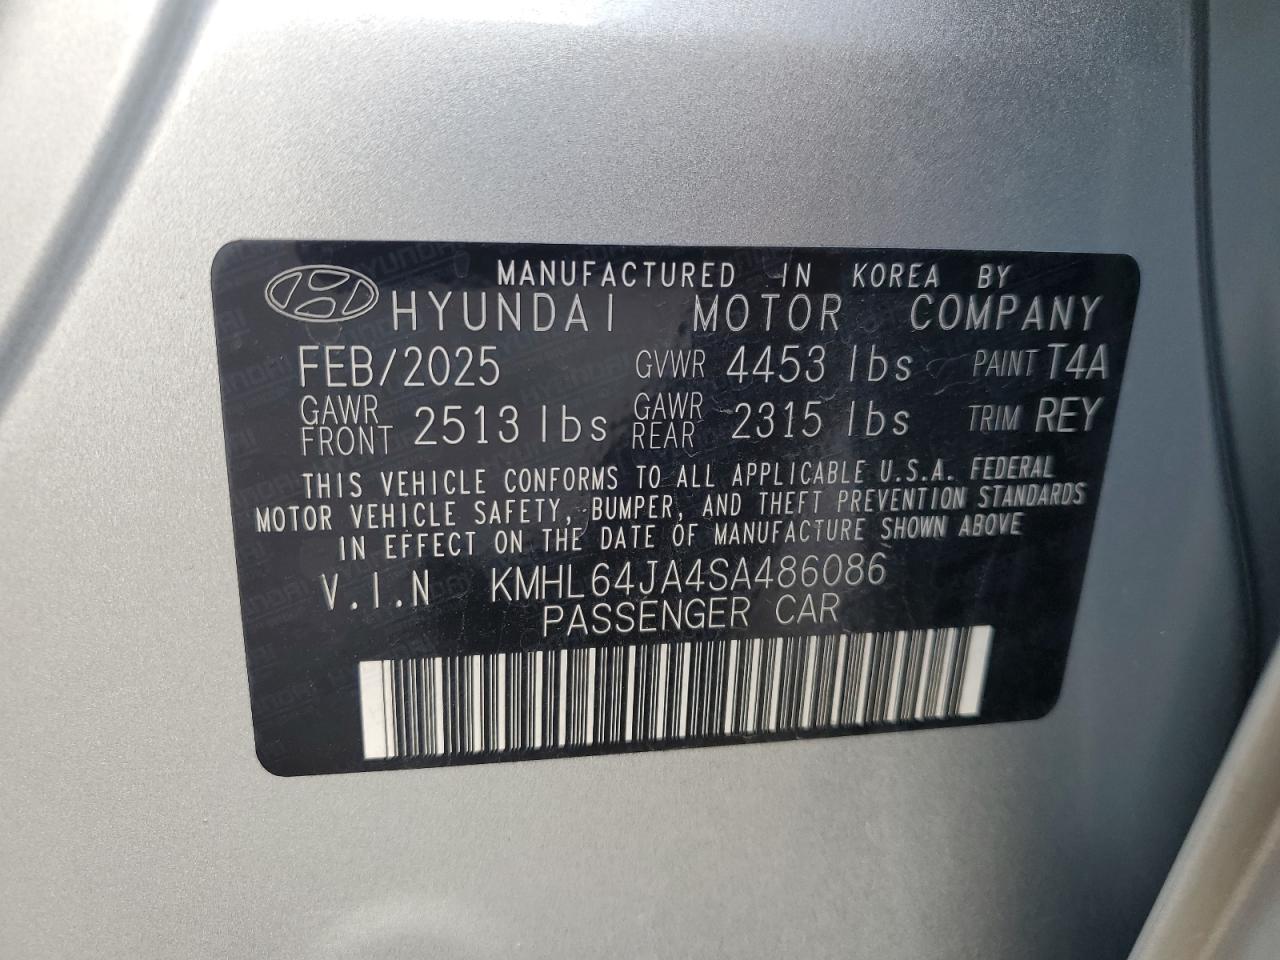 MANUFACTURED IN KOREA BY
HYUNDAI MOTOR COMPANY
FEB/2025 GVWR 4453 lbs PAINT T4A
GAWR FRONT 2513 lbs GAWR REAR 2315 lbs TRIM REY
THIS VEHICLE CONFORMS TO ALL APPLICABLE U.S.A. FEDERAL
MOTOR VEHICLE SAFETY, BUMPER, AND THEFT PREVENTION STANDARDS
IN EFFECT ON THE DATE OF MANUFACTURE SHOWN ABOVE
V.I.N KMHL64JA4SA486086
PASSENGER CAR